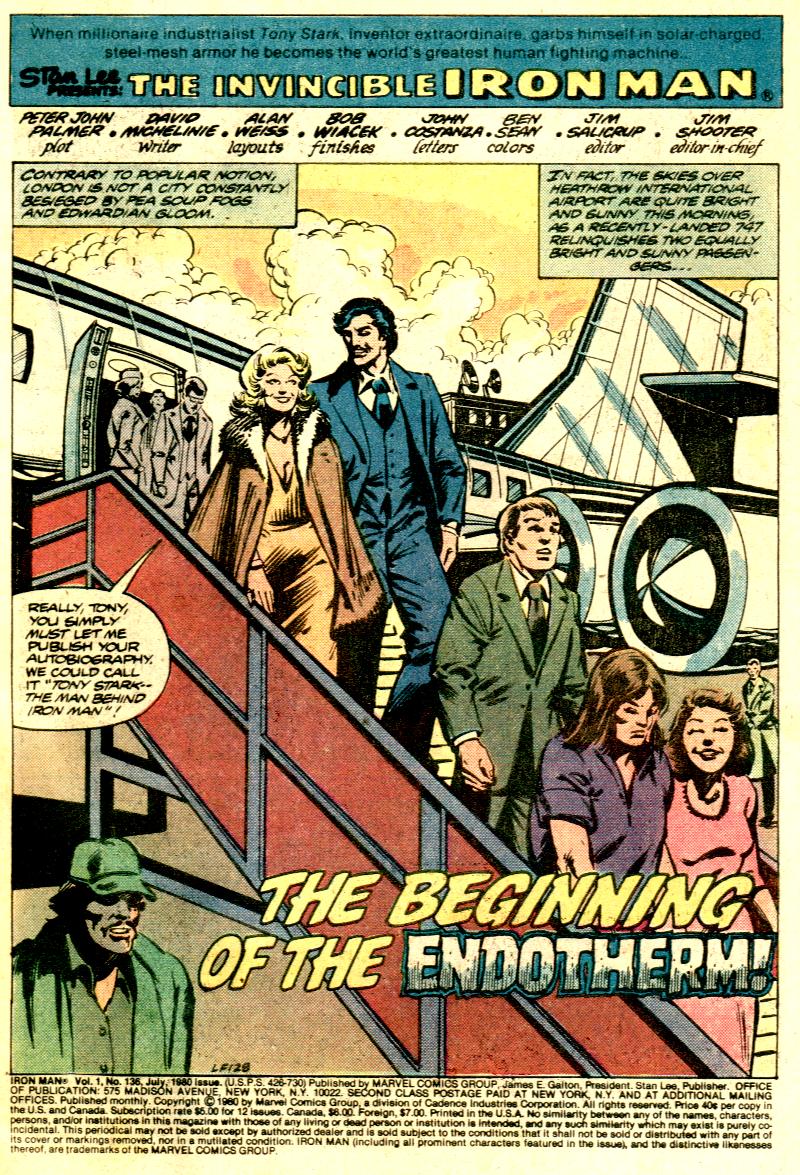 When millionaire industrialist Tony Stark, inventor extraordinaire, garbs himself in solar-charged,
steel-mesh armor he becomes the world's greatest human fighting machine...
STan Lee
PRESENTS:
THE INVINCIBLE IRON MAN®
PETER JOHN PALMER • DAVID MICHELINIE • ALAN WEISS • BOB WIACEK • JOHN COSTANZA • BEN SEAN • JIM SALICRUP • JIM SHOOTER
plot writer layouts finishes letters colors editor editor-in-chief
CONTRARY TO POPULAR NOTION,
LONDON IS NOT A CITY CONSTANTLY
BESIEGED BY PEA SOUP FOGS
AND EDWARDIAN GLOOM.
IN FACT, THE SKIES OVER
HEATHROW INTERNATIONAL
AIRPORT ARE QUITE BRIGHT
AND SUNNY THIS MORNING,
AS A RECENTLY-LANDED 747
RELINQUISHES TWO EQUALLY
BRIGHT AND SUNNY PASSEN-
GERS...
REALLY, TONY,
YOU SIMPLY
MUST LET ME
PUBLISH YOUR
AUTOBIOGRAPHY.
WE COULD CALL
IT "TONY STARK--
THE MAN BEHIND
IRON MAN"!
THE BEGINNING
OF THE ENDOTHERM!
LF128
IRON MAN® Vol. 1, No. 136, July, 1980 issue. (U.S.P.S. 426-730) Published by MARVEL COMICS GROUP, James E. Galton, President. Stan Lee, Publisher. OFFICE
OF PUBLICATION: 575 MADISON AVENUE, NEW YORK, N.Y. 10022. SECOND CLASS POSTAGE PAID AT NEW YORK, N.Y. AND AT ADDITIONAL MAILING
OFFICES. Published monthly. Copyright © 1980 by Marvel Comics Group, a division of Cadence Industries Corporation. All rights reserved. Price 40¢ per copy in
the U.S. and Canada. Subscription rate $5.00 for 12 issues. Canada, $6.00. Foreign, $7.00. Printed in the U.S.A. No similarity between any of the names, characters,
persons, and/or institutions in this magazine with those of any living or dead person or institution is intended, and any such similarity which may exist is purely co-
incidental. This periodical may not be sold except by authorized dealer and is sold subject to the conditions that it shall not be sold or distributed with any part of
its cover or markings removed, nor in a mutilated condition. IRON MAN (including all prominent characters featured in the issue), and the distinctive likenesses
thereof, are trademarks of the MARVEL COMICS GROUP.